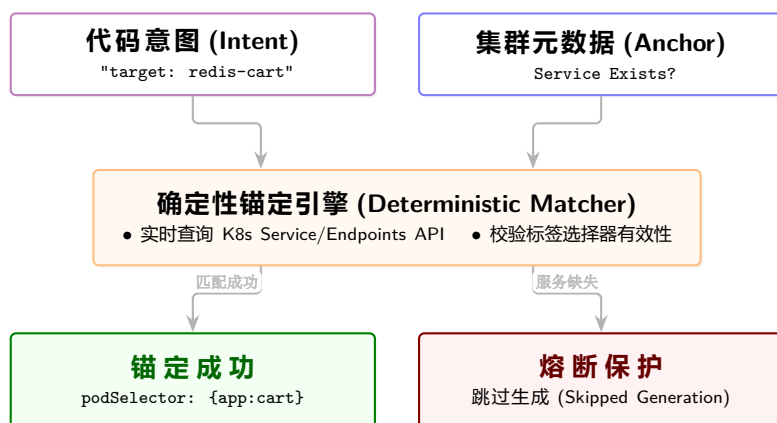 代码意图 (Intent)
"target: redis-cart"
集群元数据 (Anchor)
Service Exists?
确定性锚定引擎 (Deterministic Matcher)
• 实时查询 K8s Service/Endpoints API • 校验标签选择器有效性
匹配成功
服务缺失
锚定成功
podSelector: {app:cart}
熔断保护
跳过生成 (Skipped Generation)